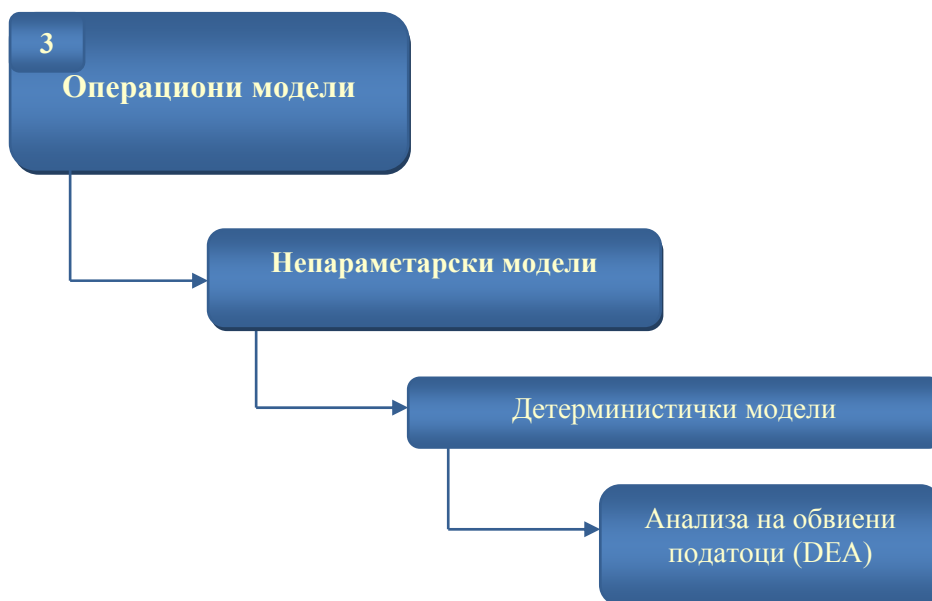 3
Операциони модели
Непараметарски модели
Детерминистички модели
Анализа на обвиени
податоци (DEA)